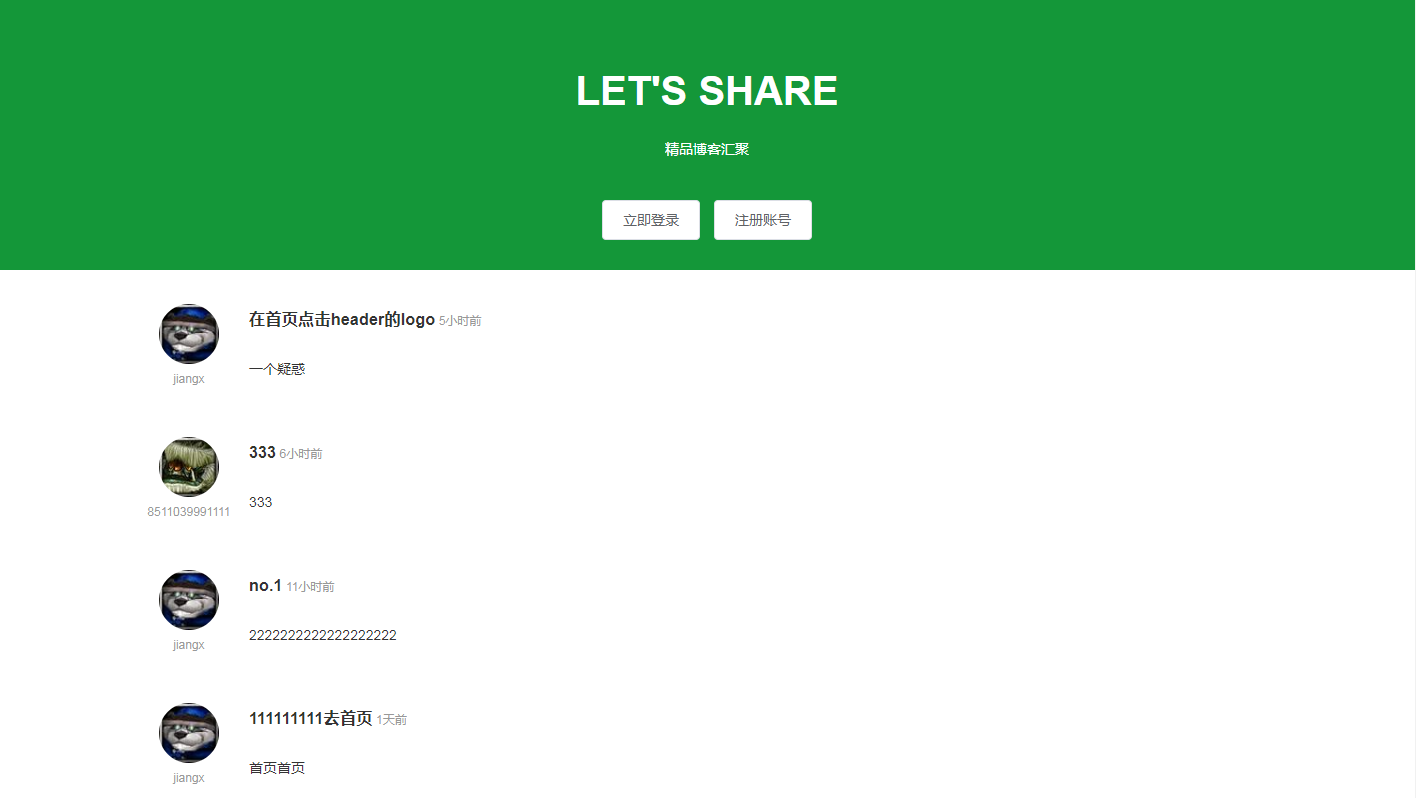 LET'S SHARE
精品博客汇聚
立即登录 注册账号
在首页点击header的logo 5小时前
一个疑惑
jiangx
333 6小时前
333
8511039991111
no.1 11小时前
2222222222222222222
jiangx
111111111去首页 1天前
首页首页
jiangx